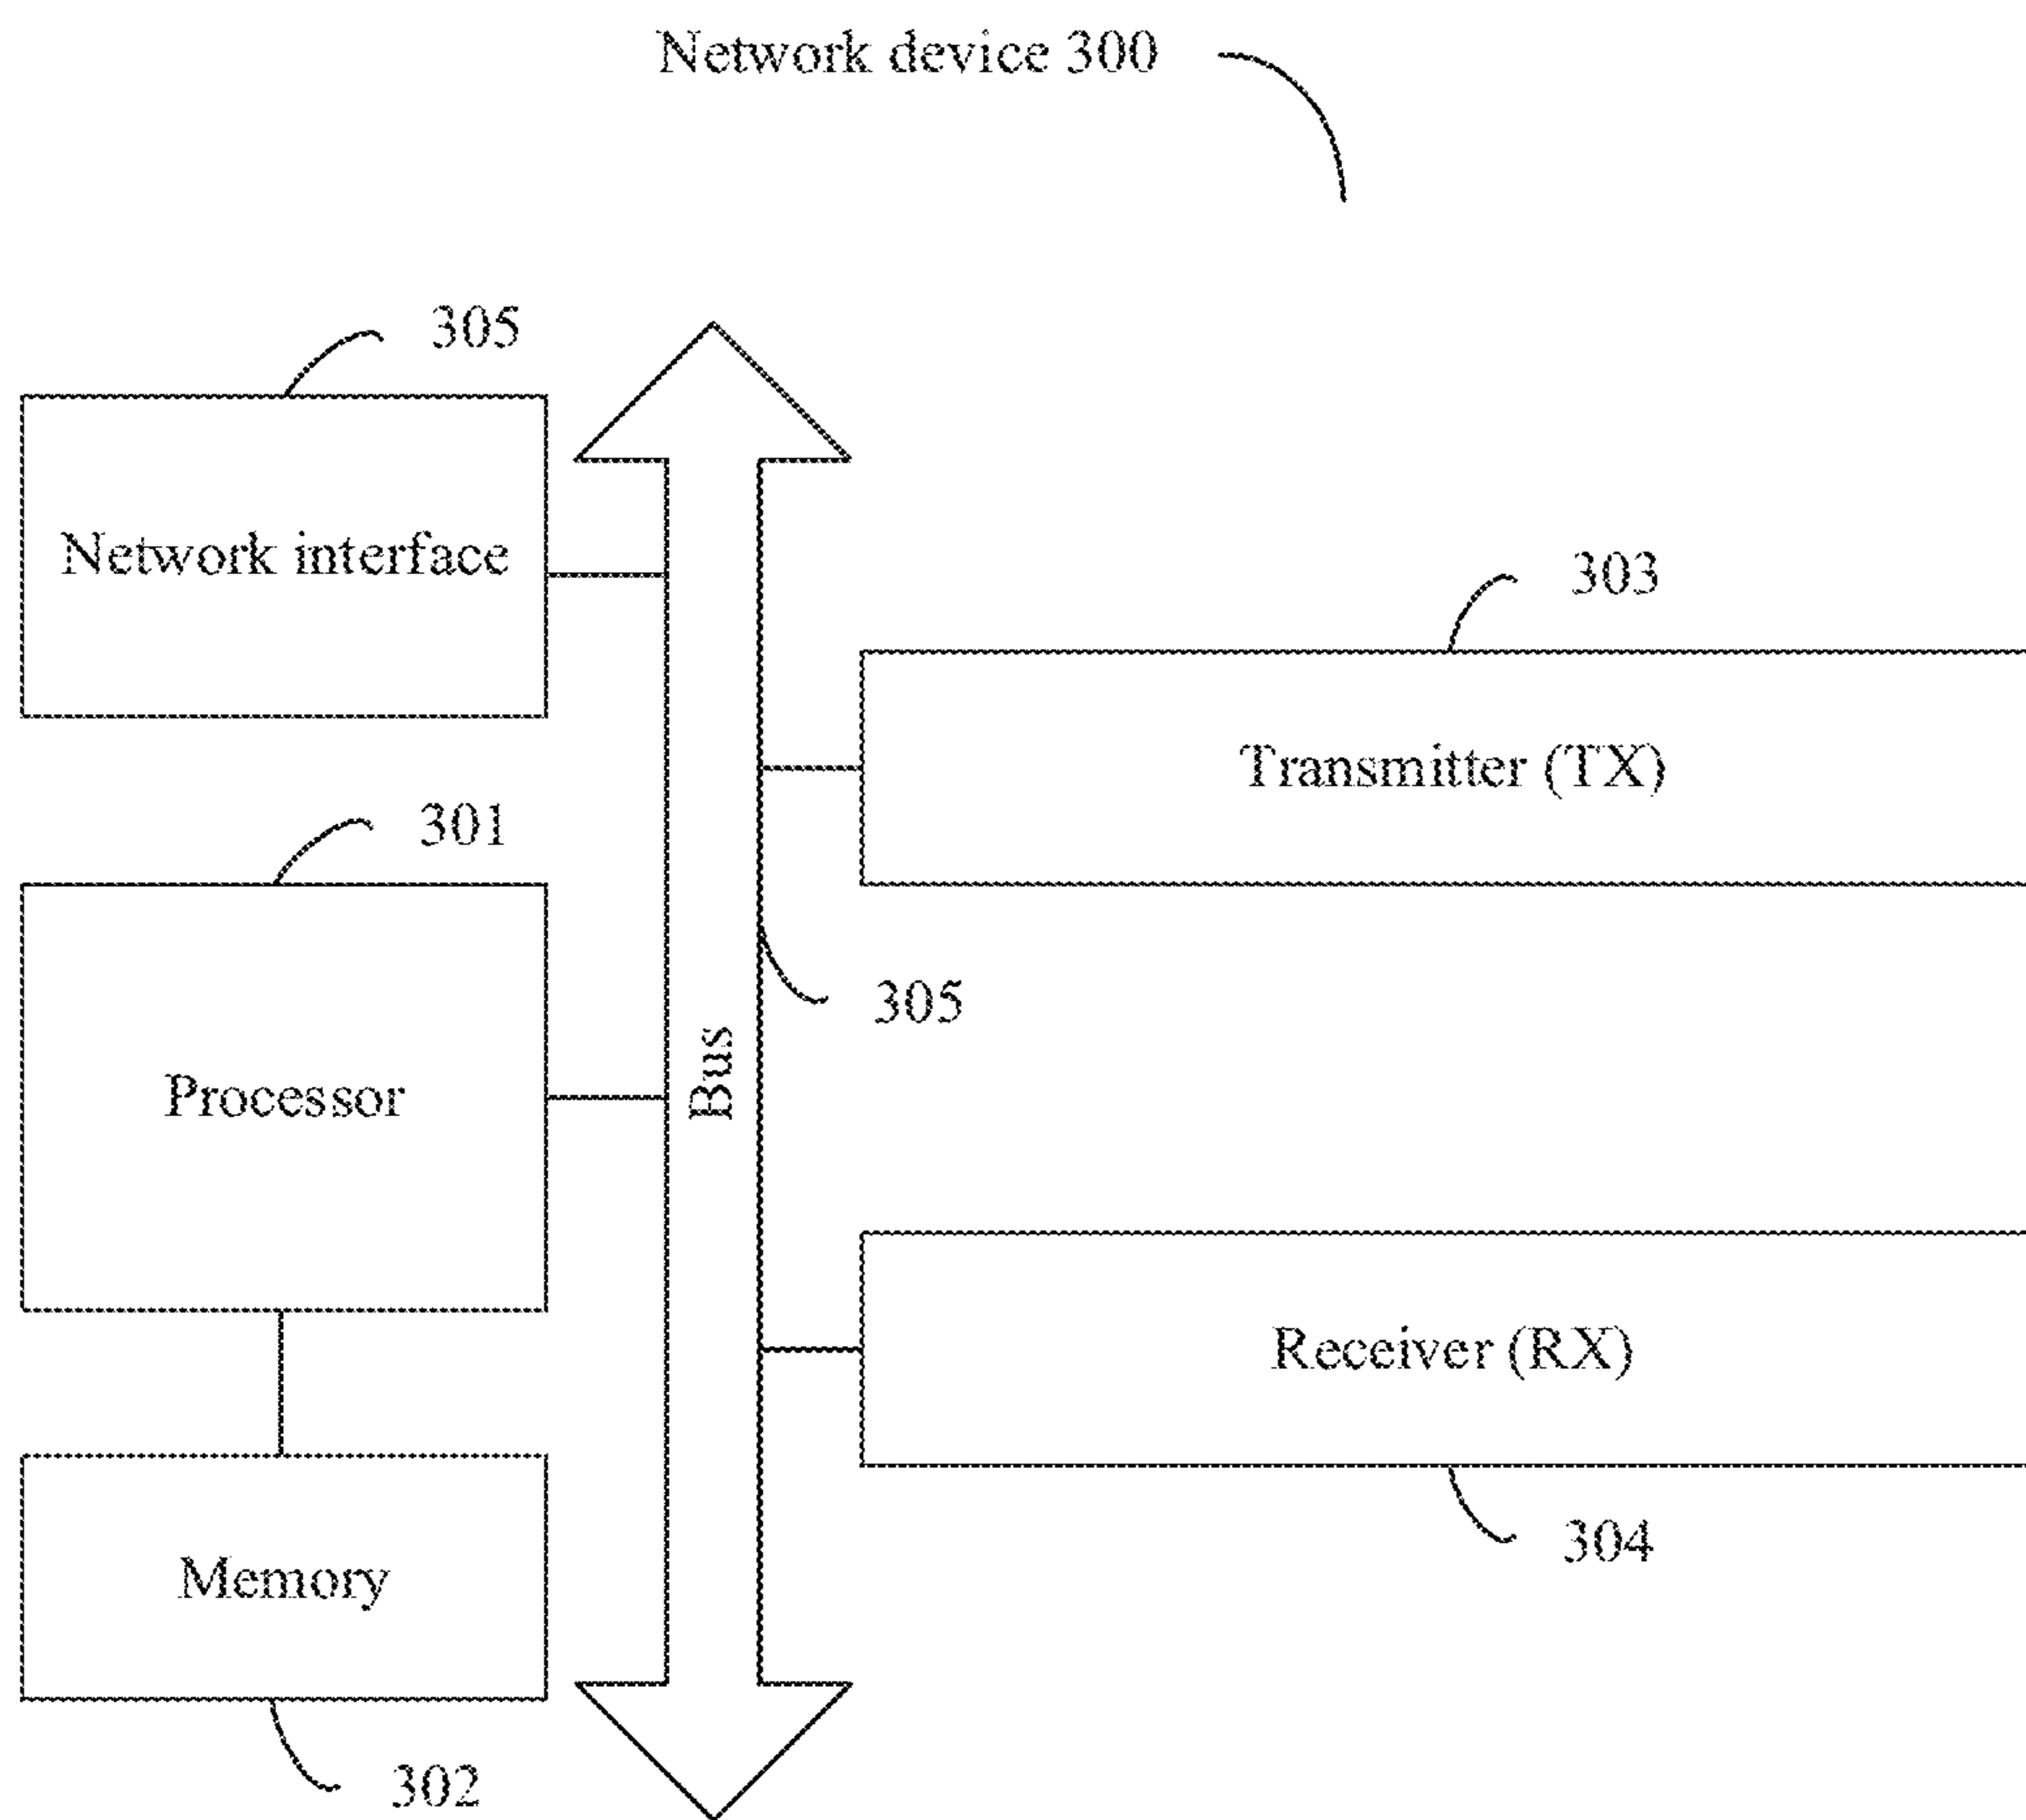 Network device 300
305
Network interface
303
Transmitter (TX)
301
Processor
305
Bus
Receiver (RX)
304
Memory
302